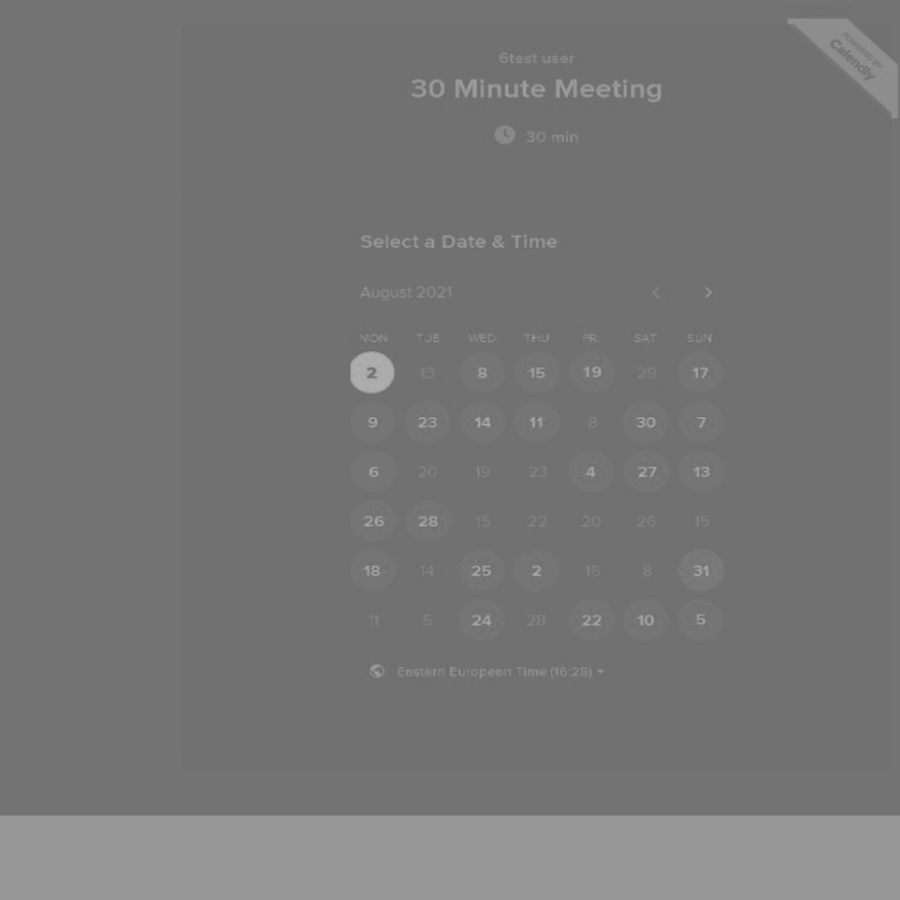 POWERED BY
Calendly
6test user
30 Minute Meeting
30 min
Select a Date & Time
August 2021
MON TUE WED THU FRI SAT SUN
2 13 8 15 19 29 17
9 23 14 11 8 30 7
6 20 19 23 4 27 13
26 28 15 22 20 26 16
18 14 25 2 15 8 31
11 5 24 28 22 10 5
Eastern European Time (16:28)